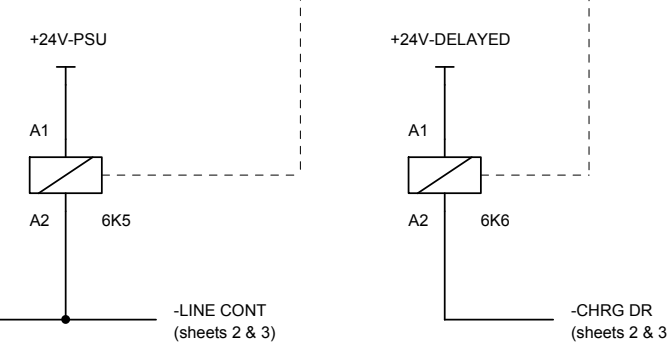 +24V-PSU
+24V-DELAYED
A1
A1
A2
6K5
A2
6K6
-LINE CONT
(sheets 2 & 3)
-CHRG DR
(sheets 2 & 3